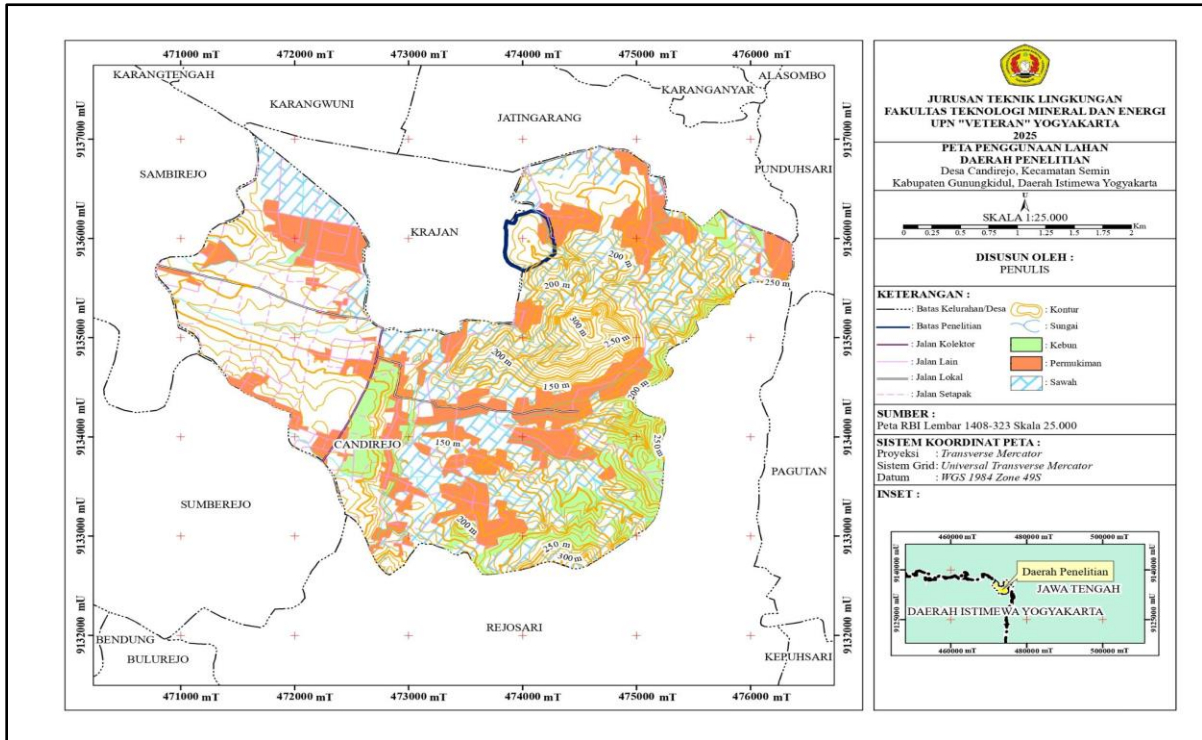 471000 mT 472000 mT 473000 mT 474000 mT 475000 mT 476000 mT
KARANGTENGAH
KARANGWUNI
JATINGARANG
KARANGANYAR
ALASOMBO
9137000 mU
9137000 mU
SAMBIREJO
PUNDUHSARI
KRAJAN
9136000 mU
9136000 mU
200 m
200 m
250 m
300 m
9135000 mU
9135000 mU
250 m
200 m
150 m
200 m
9134000 mU
9134000 mU
CANDIREJO
150 m
250 m
PAGUTAN
SUMBEREJO
200 m
9133000 mU
9133000 mU
250 m
300 m
REJOSARI
9132000 mU
9132000 mU
BENDUNG
BULUREJO
KEPUHSARI
471000 mT 472000 mT 473000 mT 474000 mT 475000 mT 476000 mT
JURUSAN TEKNIK LINGKUNGAN
FAKULTAS TEKNOLOGI MINERAL DAN ENERGI
UPN "VETERAN" YOGYAKARTA
2025
PETA PENGGUNAAN LAHAN
DAERAH PENELITIAN
Desa Candirejo, Kecamatan Semin
Kabupaten Gunungkidul, Daerah Istimewa Yogyakarta
U
SKALA 1:25.000
0 0.25 0.5 1 1.5 2 Km
DISUSUN OLEH :
PENULIS
KETERANGAN :
: Batas Kelurahan/Desa
: Batas Penelitian
: Jalan Kolektor
: Jalan Lain
: Jalan Lokal
: Jalan Setapak
: Kontur
: Sungai
: Kebun
: Permukiman
: Sawah
SUMBER :
Peta RBI Lembar 1408-323 Skala 25.000
SISTEM KOORDINAT PETA :
Proyeksi : Transverse Mercator
Sistem Grid : Universal Transverse Mercator
Datum : WGS 1984 Zone 49S
INSET :
460000 mT 480000 mT 500000 mT
9140000 mU
9140000 mU
Daerah Penelitian
JAWA TENGAH
DAERAH ISTIMEWA YOGYAKARTA
9125000 mU
9125000 mU
460000 mT 480000 mT 500000 mT